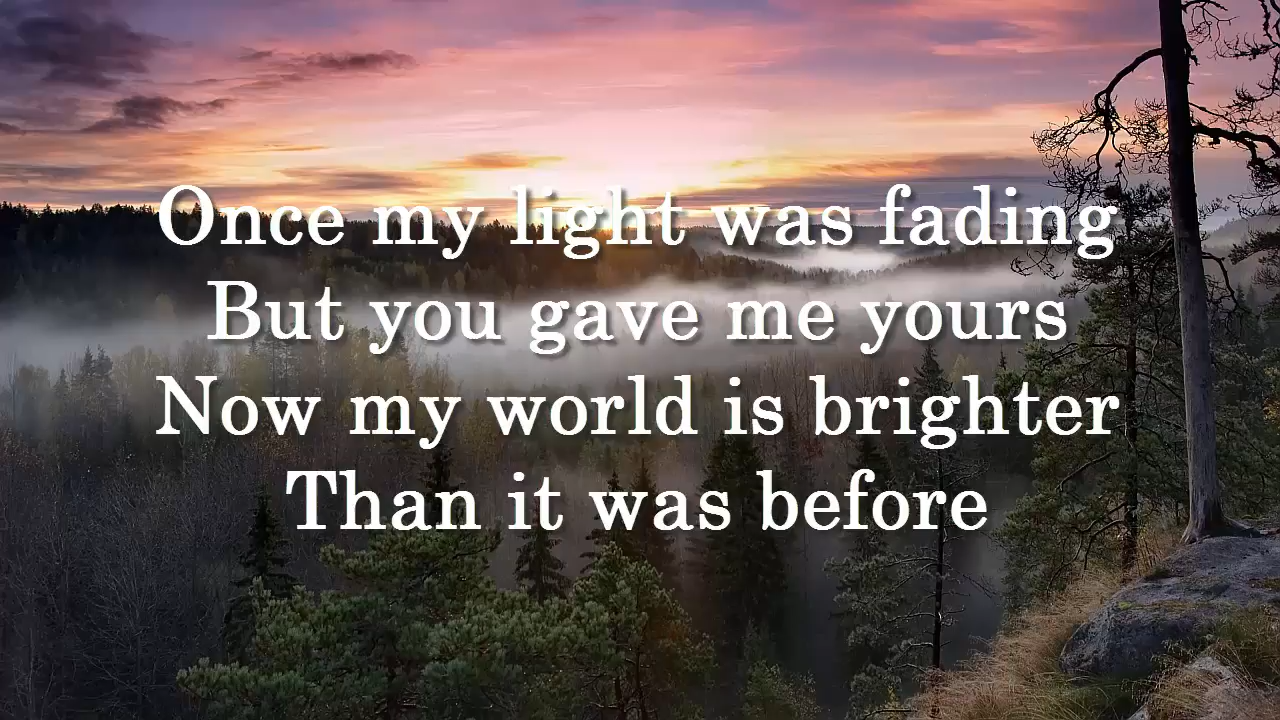 Once my light was fading
But you gave me yours
Now my world is brighter
Than it was before